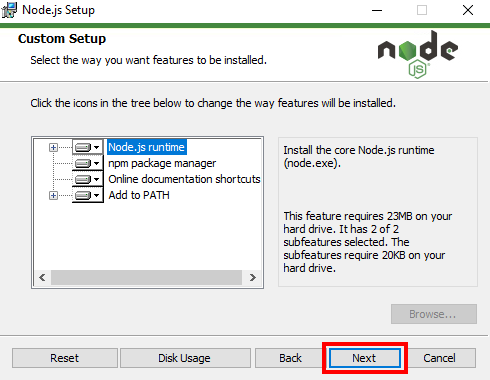 Node.js Setup
Custom Setup
Select the way you want features to be installed.
node
JS
Click the icons in the tree below to change the way features will be installed.
Node.js runtime
npm package manager
Online documentation shortcuts
Add to PATH
Install the core Node.js runtime
(node.exe).
This feature requires 23MB on your
hard drive. It has 2 of 2
subfeatures selected. The
subfeatures require 20KB on your
hard drive.
Browse...
Reset
Disk Usage
Back
Next
Cancel